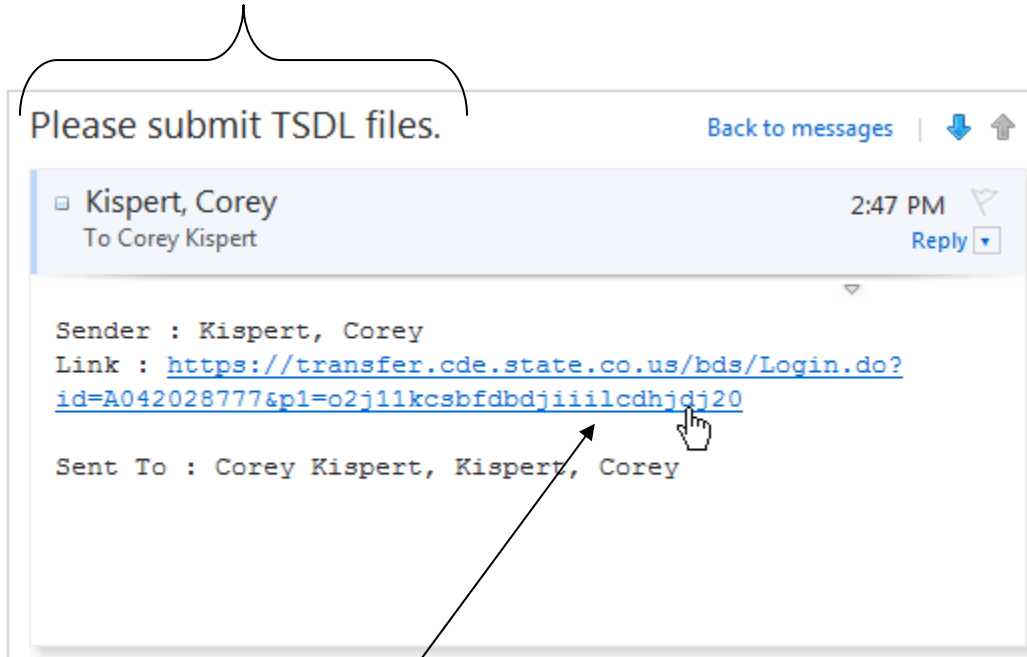 Please submit TSDL files.
Back to messages |
Kispert, Corey
2:47 PM
To Corey Kispert
Reply
Sender : Kispert, Corey
Link : https://transfer.cde.state.co.us/bds/Login.do?
id=A042028777&p1=o2j11kcsbfdbdjiiilcdhjdj20
Sent To : Corey Kispert, Kispert, Corey